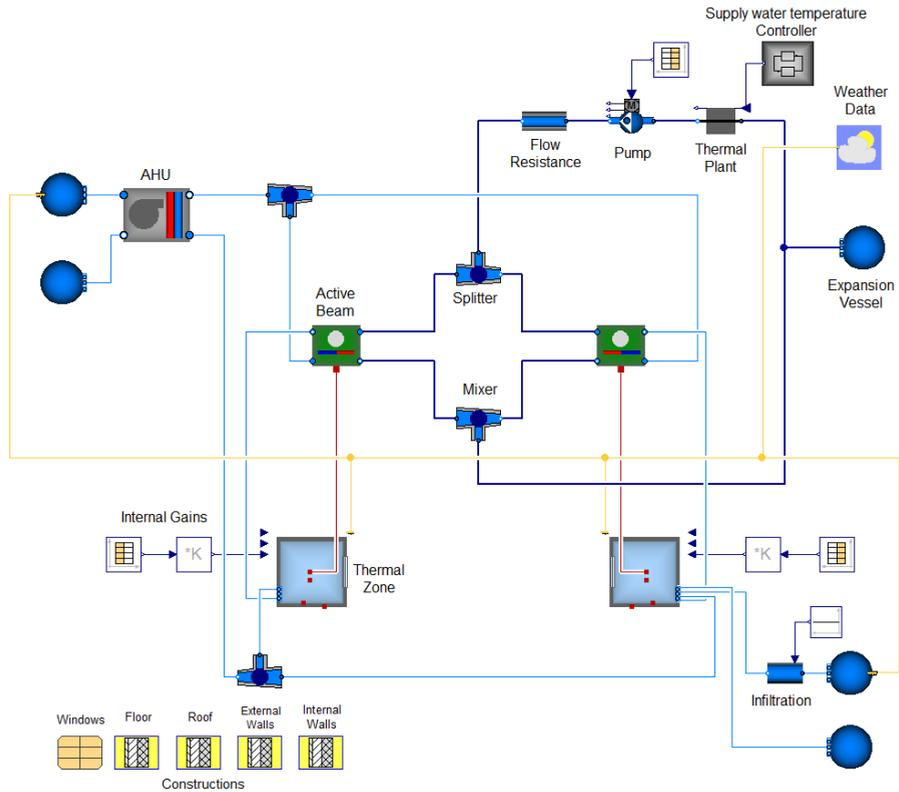 Supply water temperature
Controller
Weather
Data
M
Flow
Resistance
Pump
Thermal
Plant
AHU
Expansion
Vessel
Splitter
Active
Beam
Mixer
Internal Gains
*K
Thermal
Zone
*K
Infiltration
Windows
Floor
Roof
External
Walls
Internal
Walls
Constructions